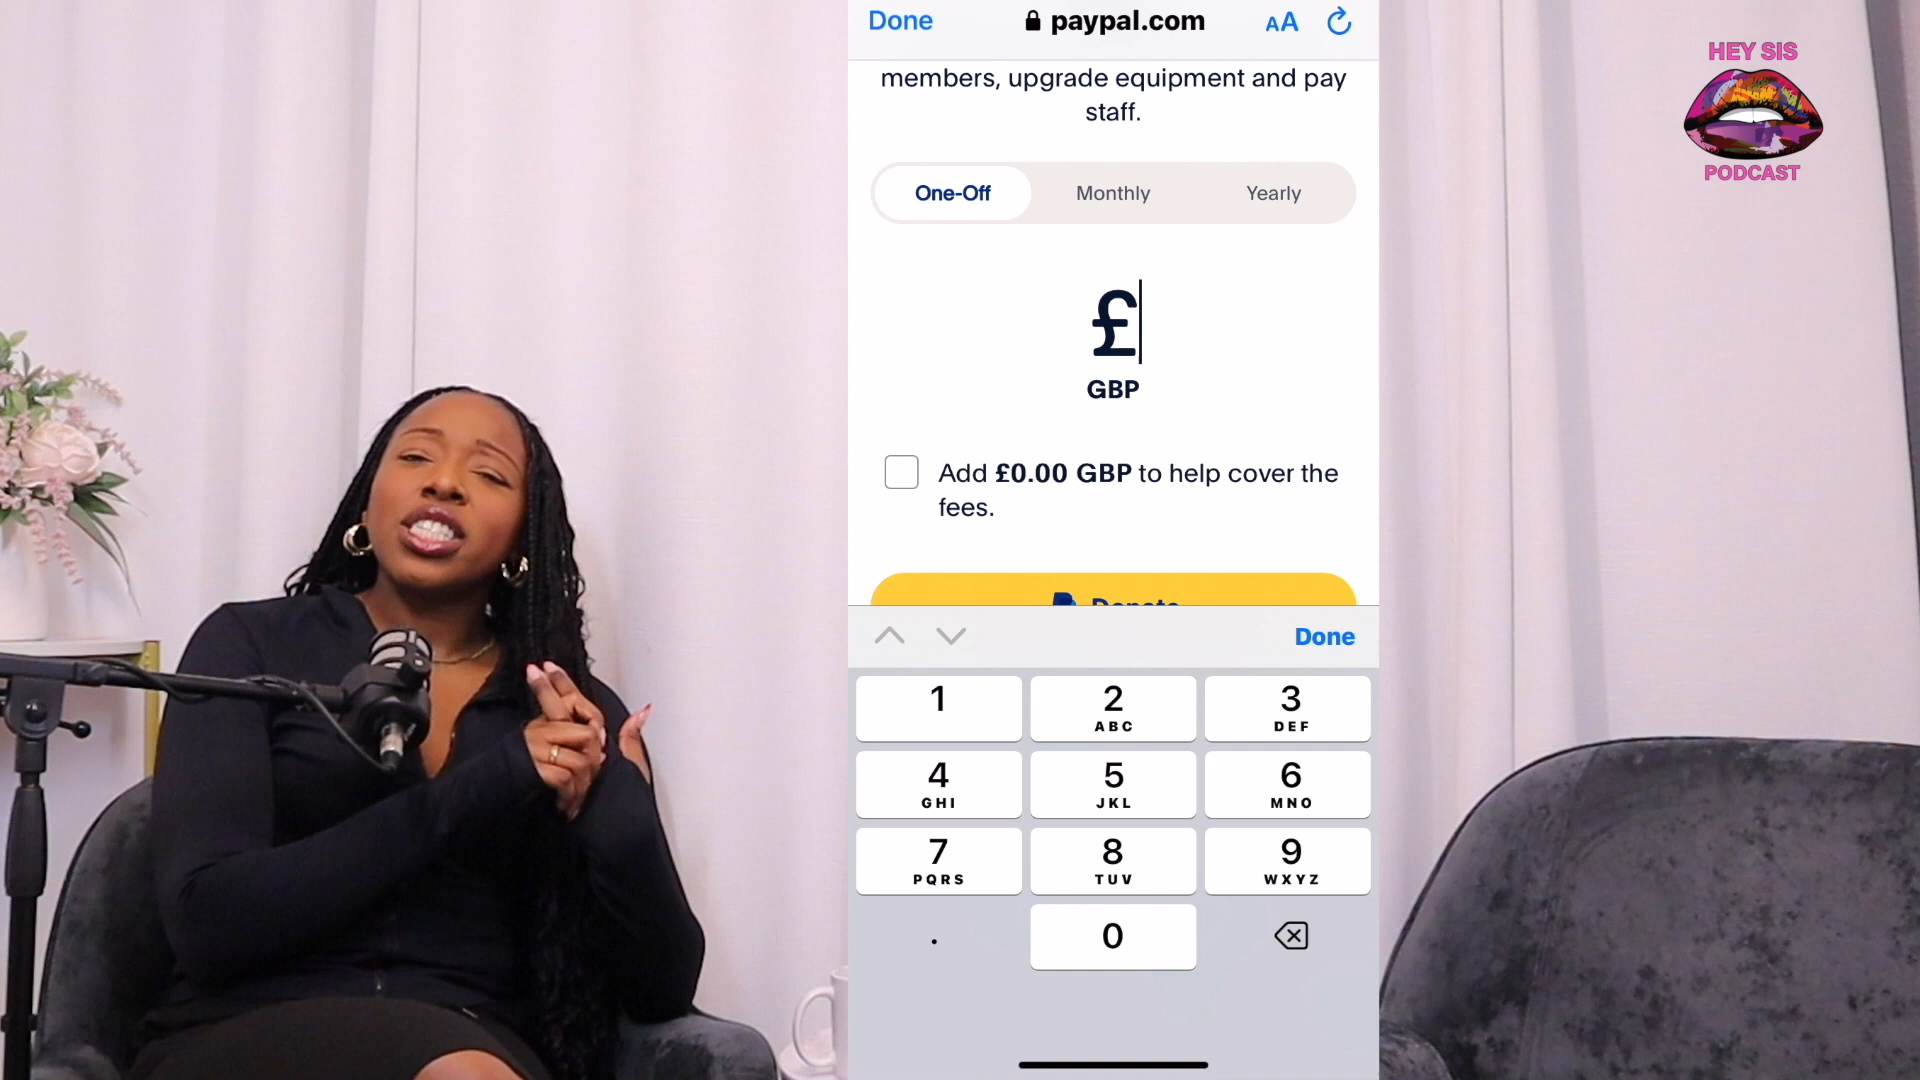 Done
paypal.com
AA
members, upgrade equipment and pay
staff.
One-Off
Monthly
Yearly
£
GBP
Add £0.00 GBP to help cover the
fees.
Donate
Done
1
2
ABC
3
DEF
4
GHI
5
JKL
6
MNO
7
PQRS
8
TUV
9
WXYZ
.
0
HEY SIS
PODCAST